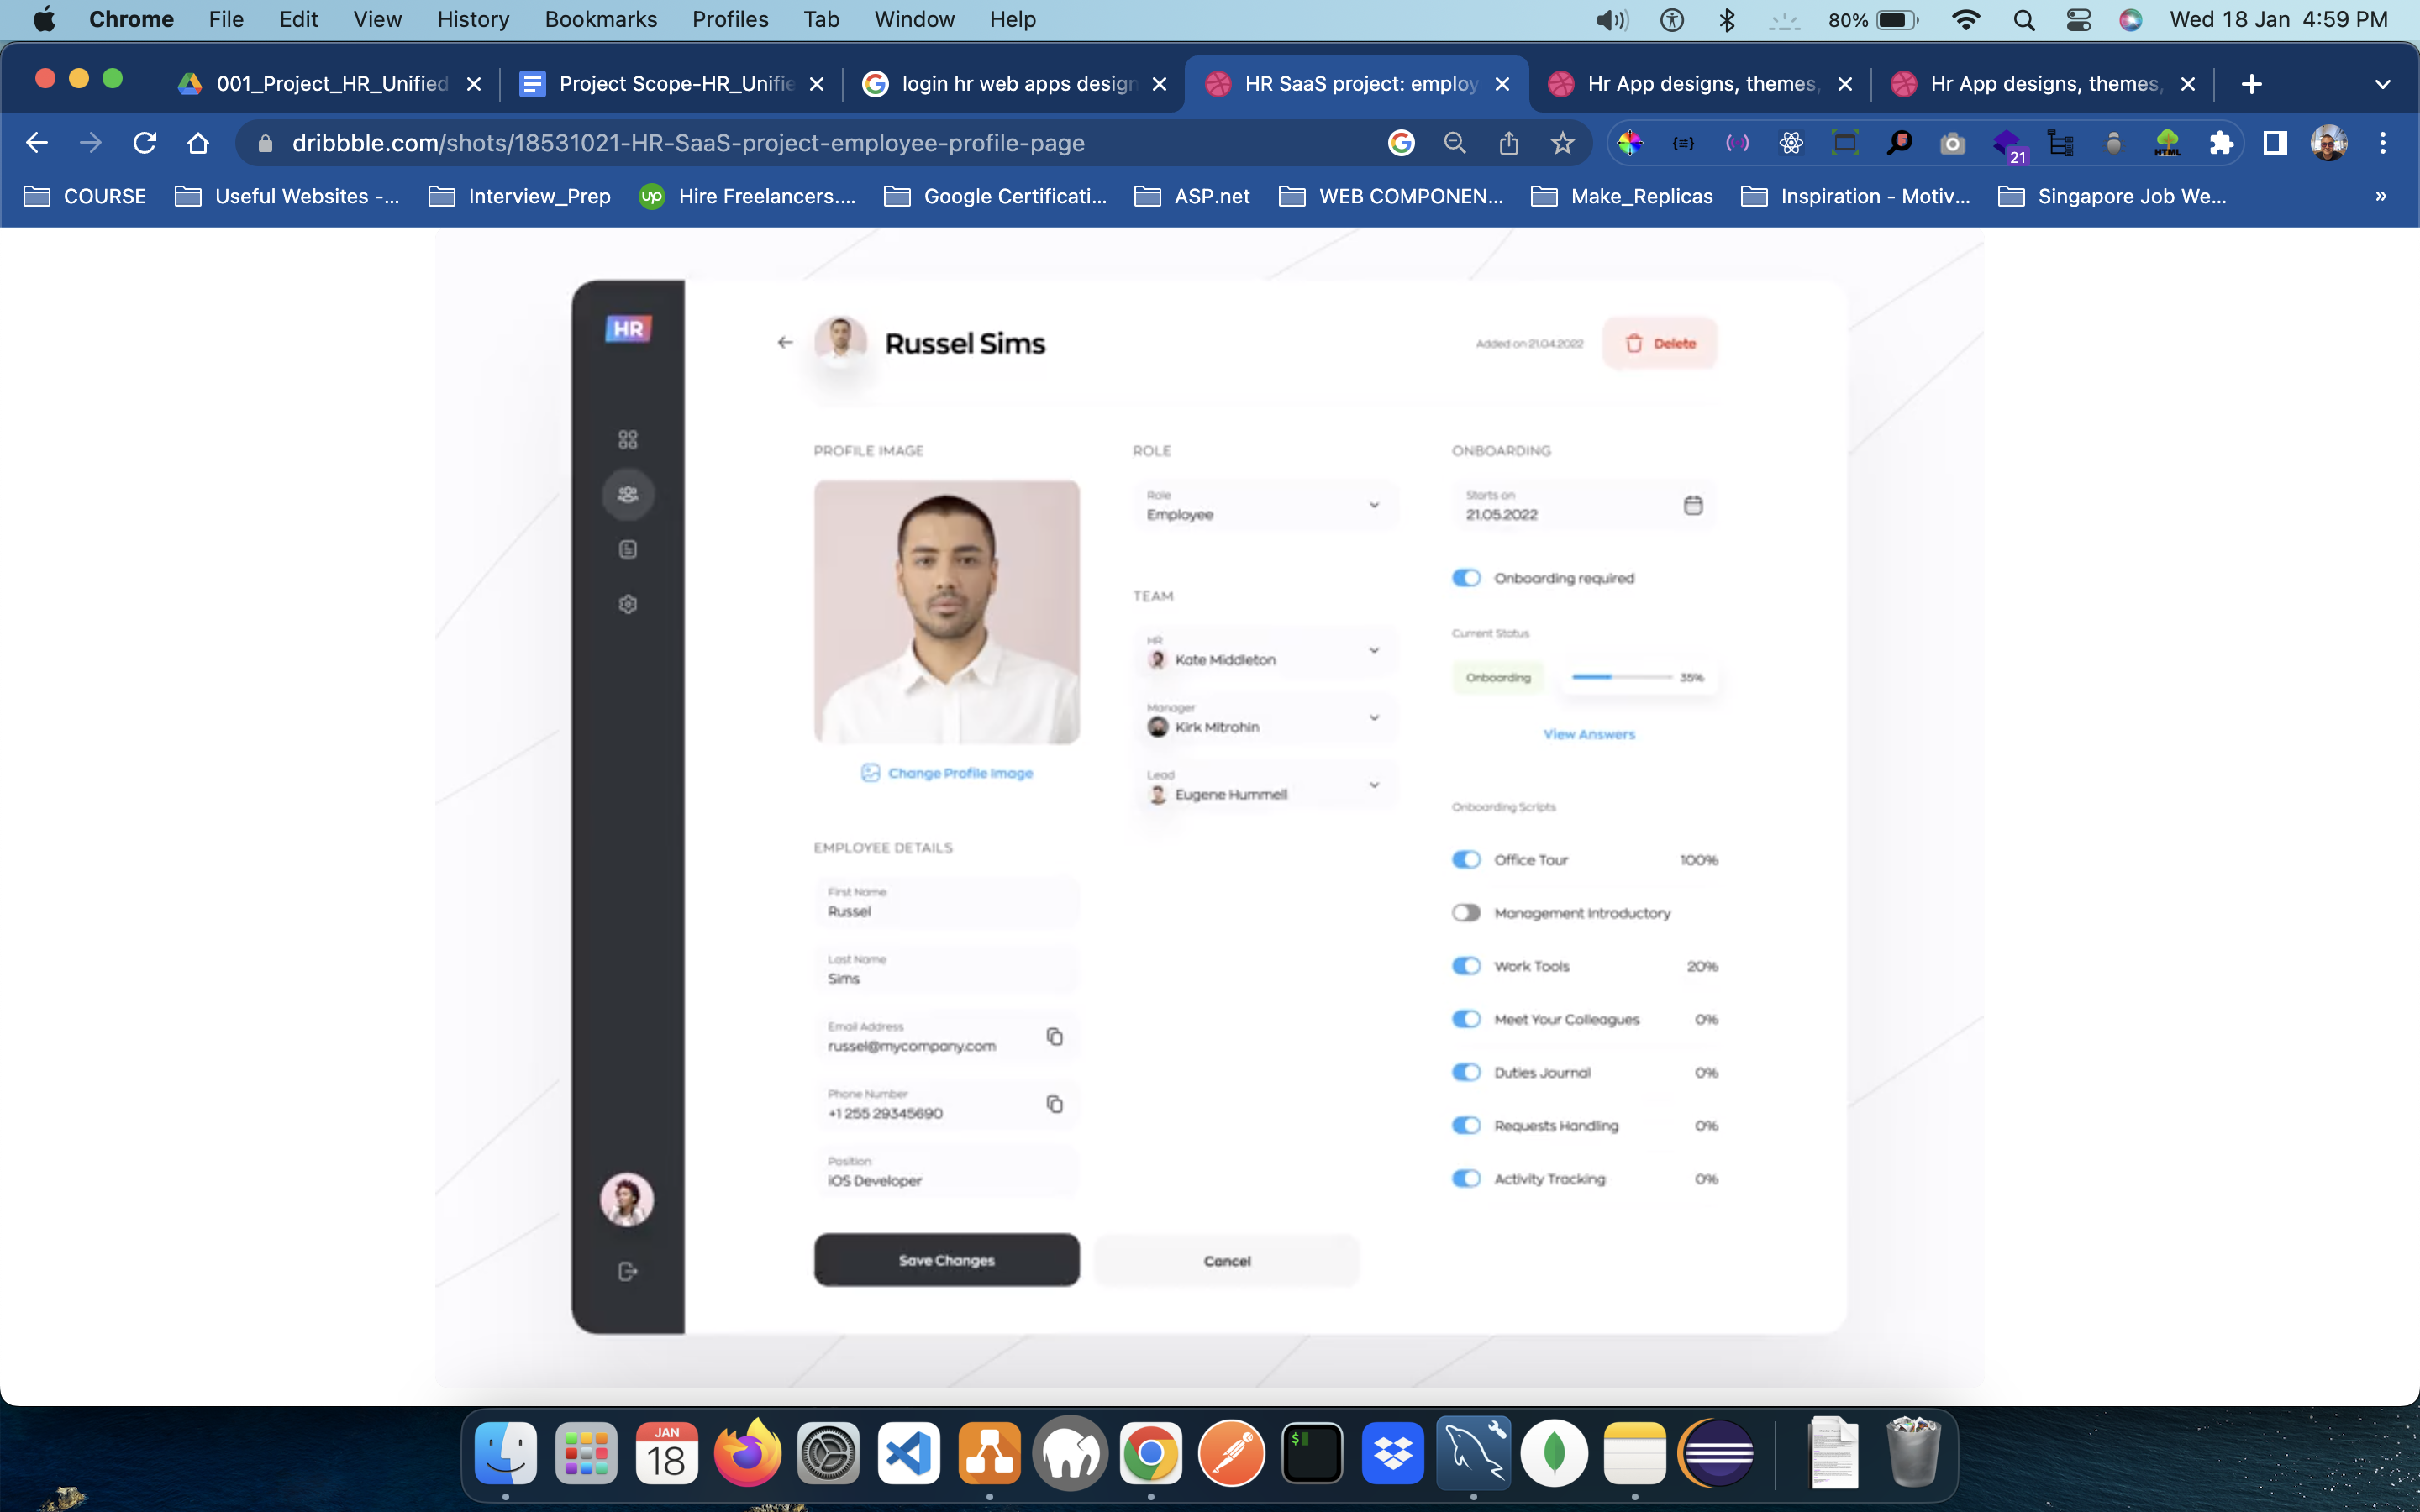 Chrome File Edit View History Bookmarks Profiles Tab Window Help 80% Wed 18 Jan 4:59 PM
001_Project_HR_Unified Project Scope-HR_Unifie login hr web apps design HR SaaS project: employ Hr App designs, themes, Hr App designs, themes,
dribbble.com/shots/18531021-HR-SaaS-project-employee-profile-page 21 HTML
COURSE Useful Websites -... Interview_Prep up Hire Freelancers.... Google Certificati... ASP.net WEB COMPONEN... Make_Replicas Inspiration - Motiv... Singapore Job We... »
HR
Russel Sims
Added on 21.04.2022
Delete
PROFILE IMAGE
Change Profile Image
EMPLOYEE DETAILS
First Name
Russel
Last Name
Sims
Email Address
russel@mycompany.com
Phone Number
+1 255 29345690
Position
iOS Developer
ROLE
Role
Employee
TEAM
HR
Kate Middleton
Manager
Kirk Mitrohin
Lead
Eugene Hummell
ONBOARDING
Starts on
21.05.2022
Onboarding required
Current Status
Onboarding 35%
View Answers
Onboarding Scripts
Office Tour 100%
Management Introductory
Work Tools 20%
Meet Your Colleagues 0%
Duties Journal 0%
Requests Handling 0%
Activity Tracking 0%
Save Changes Cancel
JAN
18
$